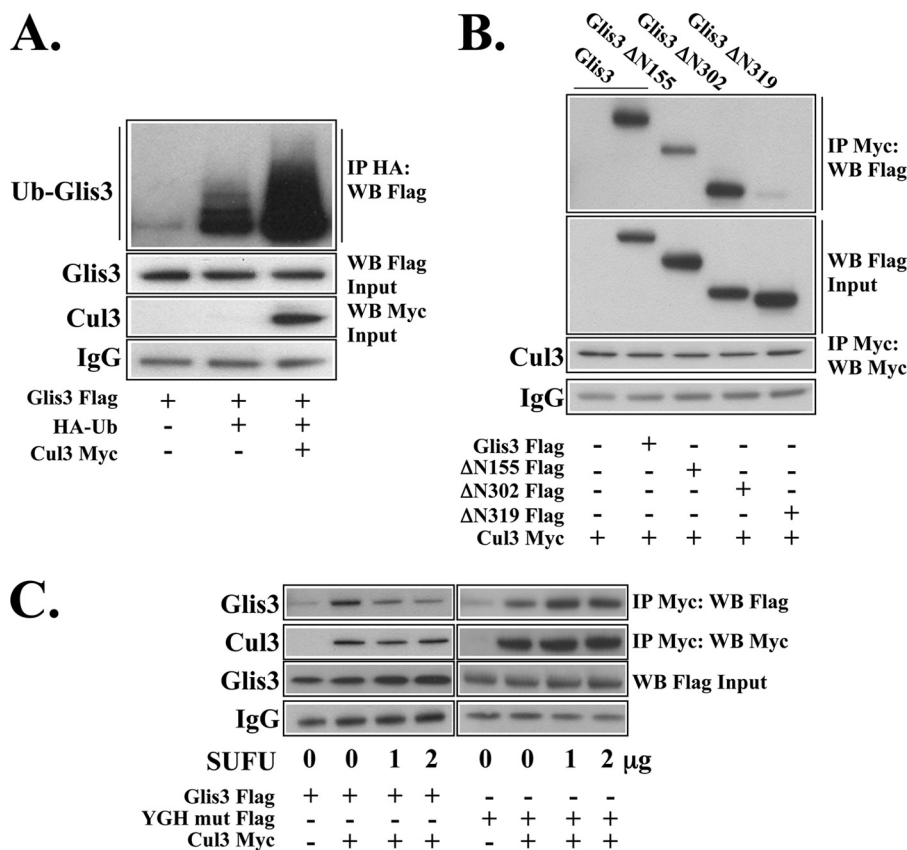 A.
Ub-Glis3
IP HA:
WB Flag
Glis3
WB Flag
Input
Cul3
WB Myc
Input
IgG
Glis3 Flag + + +
HA-Ub - + +
Cul3 Myc - - +
B.
Glis3
Glis3 ΔN155
Glis3 ΔN302
Glis3 ΔN319
IP Myc:
WB Flag
WB Flag
Input
Cul3
IP Myc:
WB Myc
IgG
Glis3 Flag - + - - -
ΔN155 Flag - - + - -
ΔN302 Flag - - - + -
ΔN319 Flag - - - - +
Cul3 Myc + + + + +
C.
Glis3
IP Myc: WB Flag
Cul3
IP Myc: WB Myc
Glis3
WB Flag Input
IgG
SUFU 0 0 1 2 0 0 1 2 μg
Glis3 Flag + + + + - - - -
YGH mut Flag - - - - + + + +
Cul3 Myc - + + + - + + +